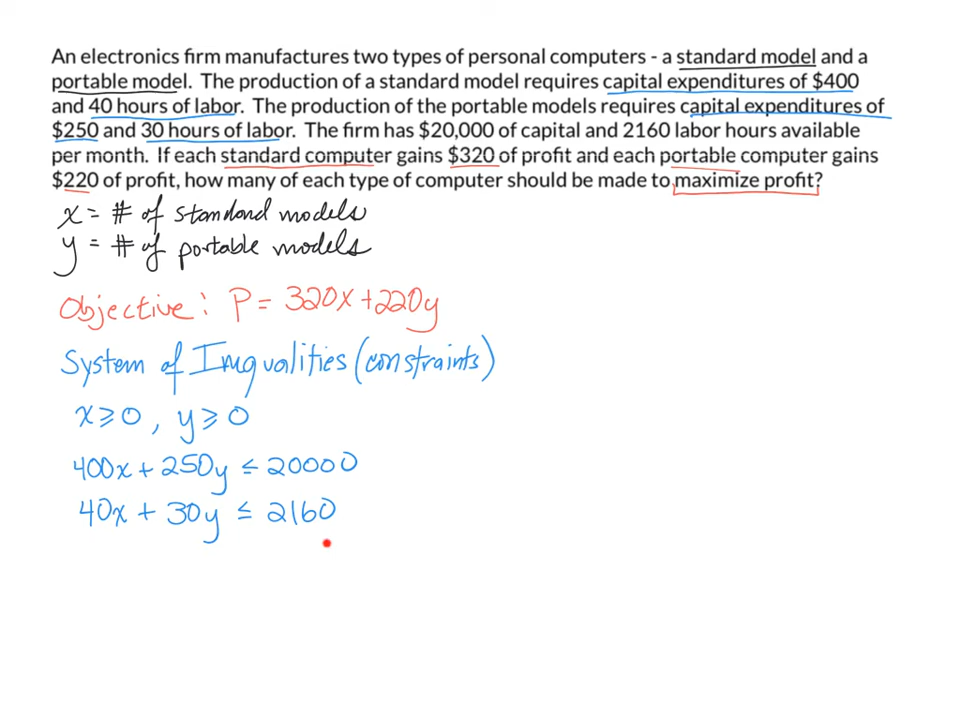 An electronics firm manufactures two types of personal computers - a standard model and a
portable model. The production of a standard model requires capital expenditures of $400
and 40 hours of labor. The production of the portable models requires capital expenditures of
$250 and 30 hours of labor. The firm has $20,000 of capital and 2160 labor hours available
per month. If each standard computer gains $320 of profit and each portable computer gains
$220 of profit, how many of each type of computer should be made to maximize profit?
x = # of standard models
y = # of portable models
Objective: P = 320x + 220y
System of Inequalities (constraints)
x ≥ 0, y ≥ 0
400x + 250y ≤ 20000
40x + 30y ≤ 2160